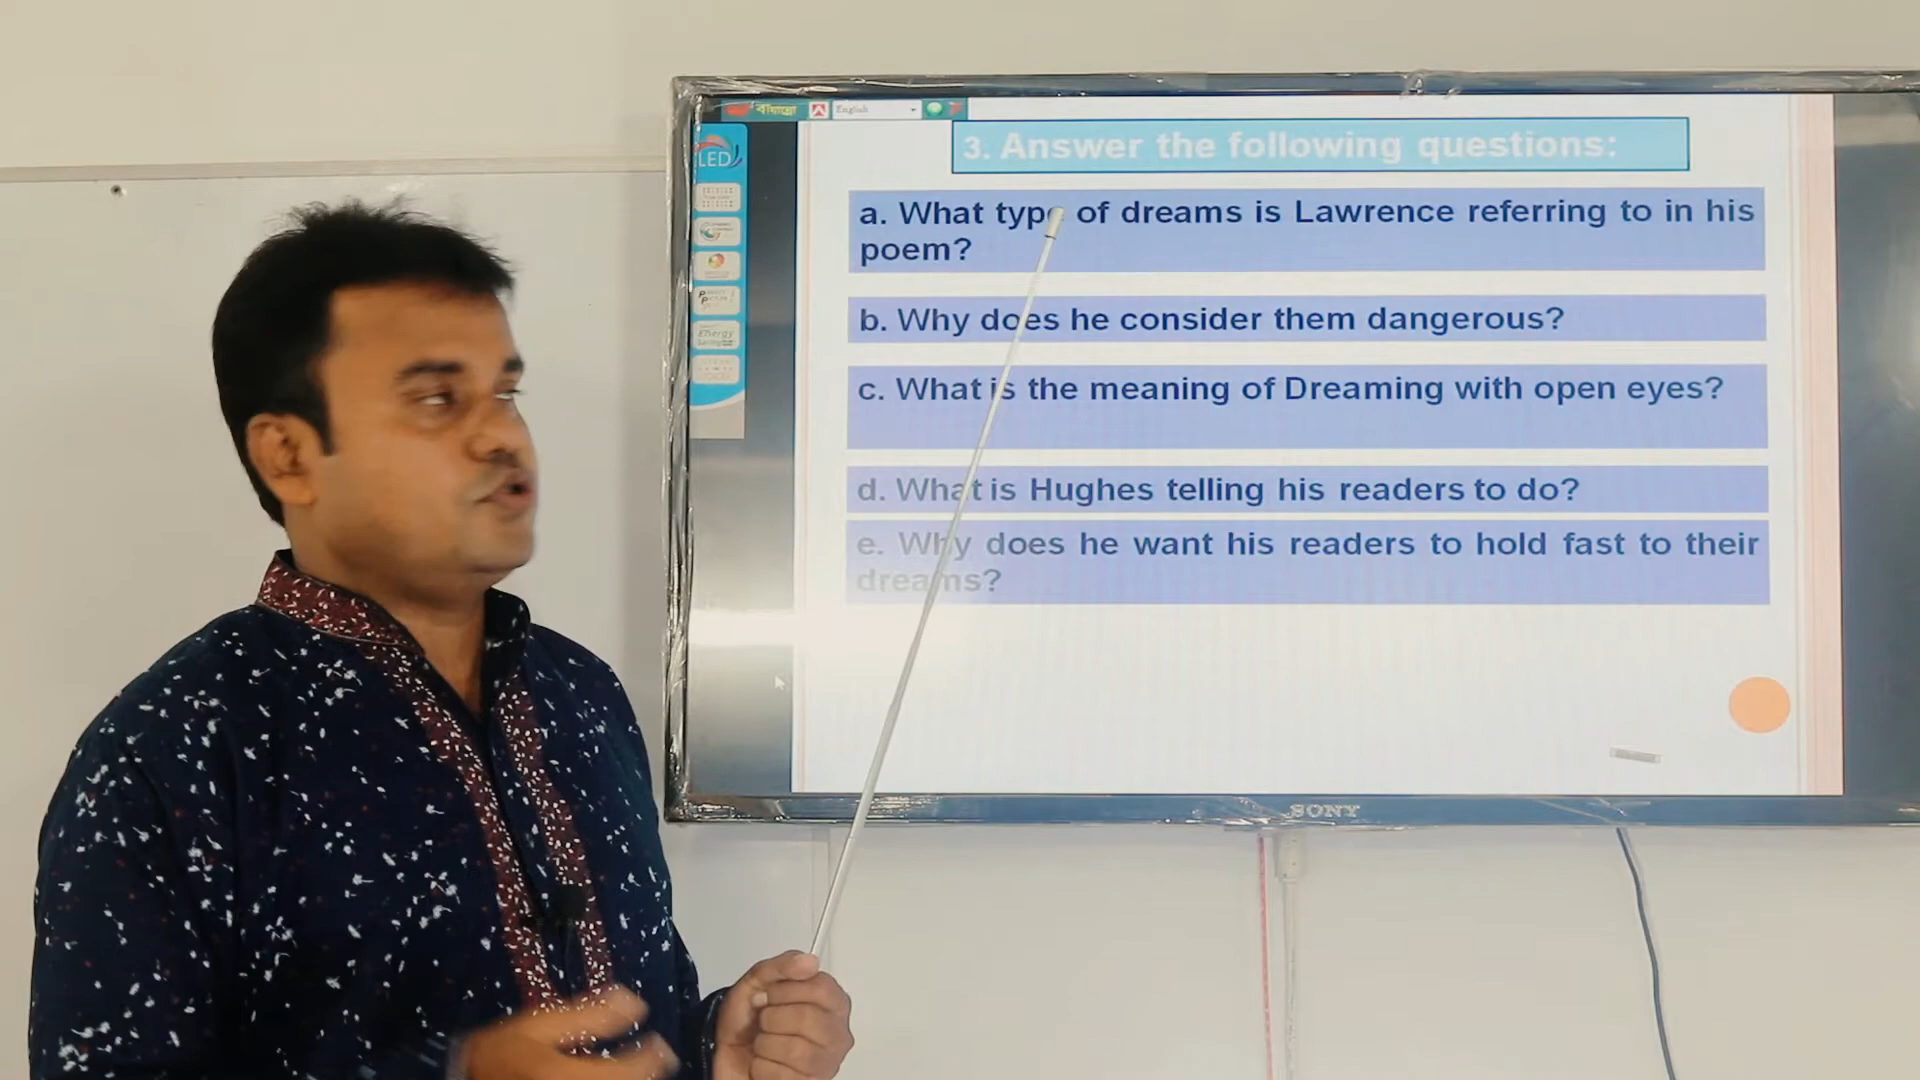 বাংলা
English
3. Answer the following questions:
LED
a. What type of dreams is Lawrence referring to in his
poem?
b. Why does he consider them dangerous?
Energy
c. What is the meaning of Dreaming with open eyes?
d. What is Hughes telling his readers to do?
e. Why does he want his readers to hold fast to their
dreams?
SONY